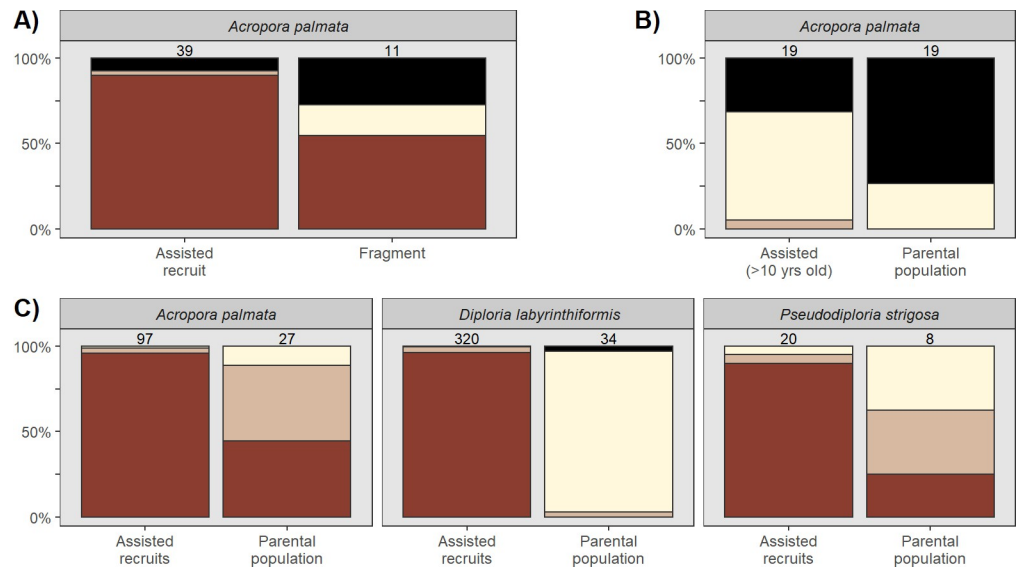 A)
Acropora palmata
39 11
100%
50%
0%
Assisted
recruit
Fragment
B)
Acropora palmata
19 19
100%
50%
0%
Assisted
(>10 yrs old)
Parental
population
C)
Acropora palmata
97 27
100%
50%
0%
Assisted
recruits
Parental
population
Diploria labyrinthiformis
320 34
Assisted
recruits
Parental
population
Pseudodiploria strigosa
20 8
Assisted
recruits
Parental
population